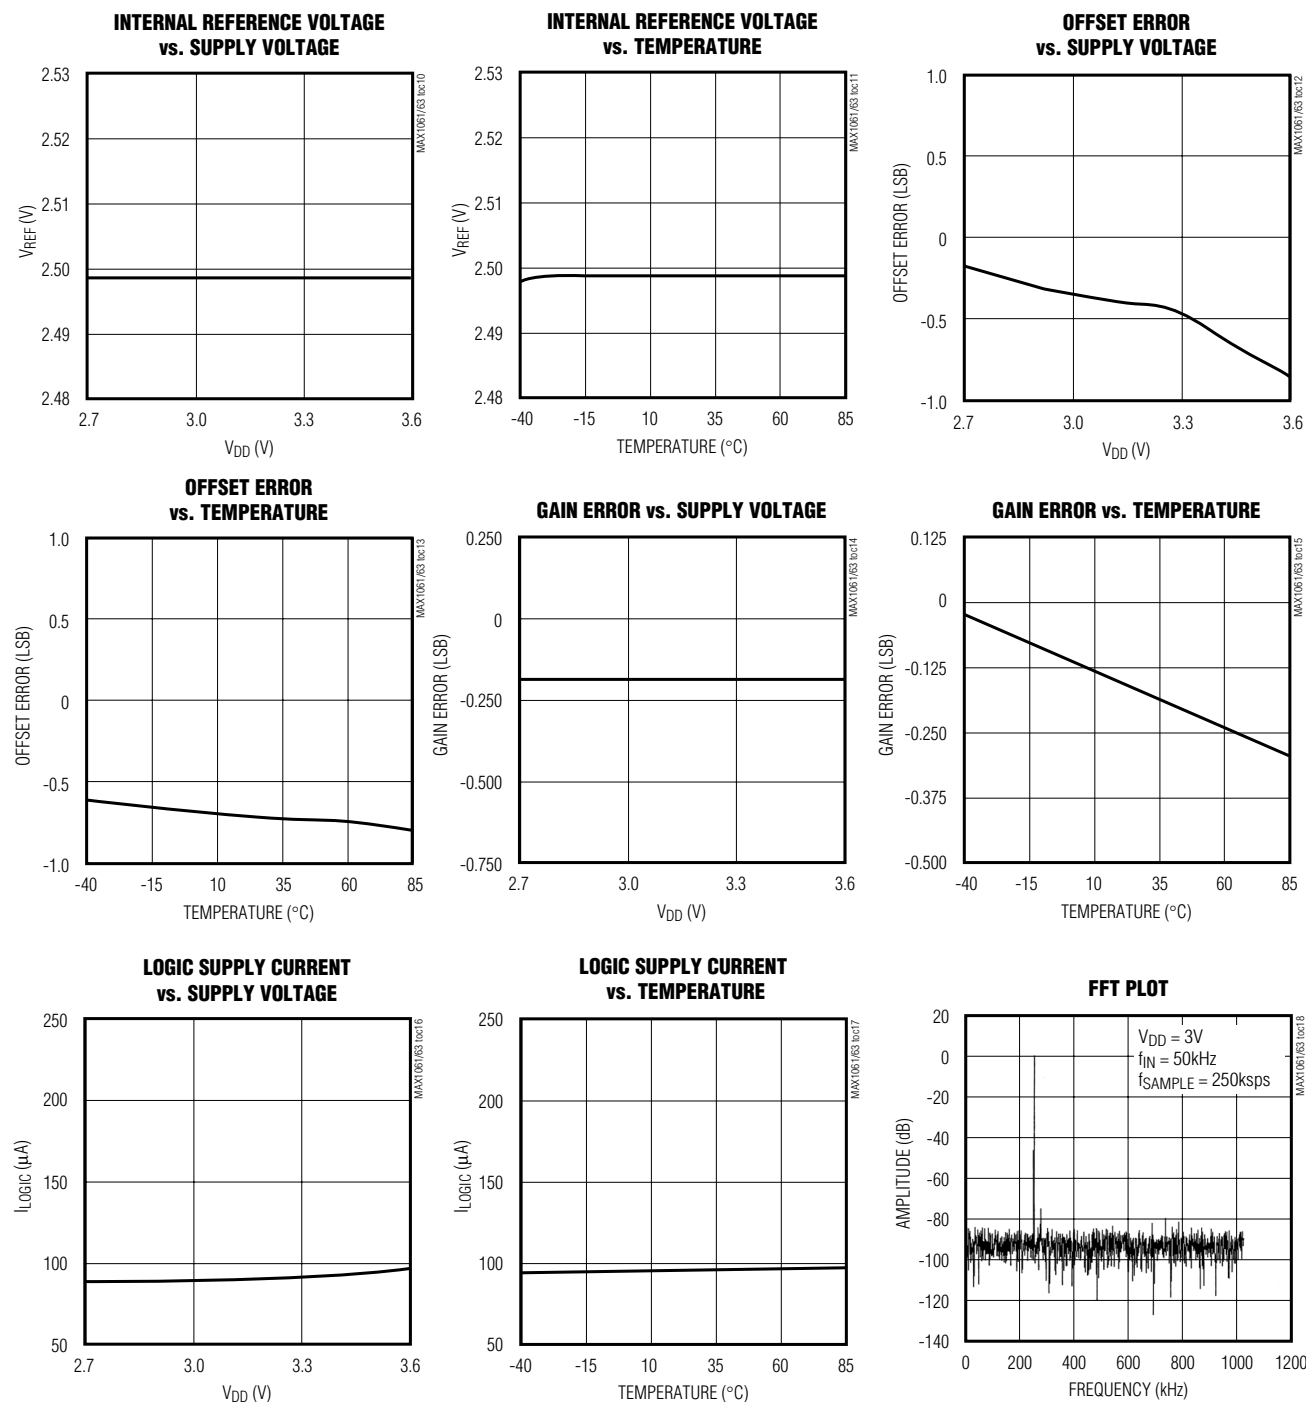 INTERNAL REFERENCE VOLTAGE
vs. SUPPLY VOLTAGE
2.53
2.52
2.51
2.50
2.49
2.48
VREF (V)
2.7 3.0 3.3 3.6
VDD (V)
MAX1061/63 toc10
INTERNAL REFERENCE VOLTAGE
vs. TEMPERATURE
2.53
2.52
2.51
2.50
2.49
2.48
VREF (V)
-40 -15 10 35 60 85
TEMPERATURE (°C)
MAX1061/63 toc11
OFFSET ERROR
vs. SUPPLY VOLTAGE
1.0
0.5
0
-0.5
-1.0
OFFSET ERROR (LSB)
2.7 3.0 3.3 3.6
VDD (V)
MAX1061/63 toc12
OFFSET ERROR
vs. TEMPERATURE
1.0
0.5
0
-0.5
-1.0
OFFSET ERROR (LSB)
-40 -15 10 35 60 85
TEMPERATURE (°C)
MAX1061/63 toc13
GAIN ERROR vs. SUPPLY VOLTAGE
0.250
0
-0.250
-0.500
-0.750
GAIN ERROR (LSB)
2.7 3.0 3.3 3.6
VDD (V)
MAX1061/63 toc14
GAIN ERROR vs. TEMPERATURE
0.125
0
-0.125
-0.250
-0.375
-0.500
GAIN ERROR (LSB)
-40 -15 10 35 60 85
TEMPERATURE (°C)
MAX1061/63 toc15
LOGIC SUPPLY CURRENT
vs. SUPPLY VOLTAGE
250
200
150
100
50
ILOGIC (μA)
2.7 3.0 3.3 3.6
VDD (V)
MAX1061/63 toc16
LOGIC SUPPLY CURRENT
vs. TEMPERATURE
250
200
150
100
50
ILOGIC (μA)
-40 -15 10 35 60 85
TEMPERATURE (°C)
MAX1061/63 toc17
FFT PLOT
20
0
-20
-40
-60
-80
-100
-120
-140
AMPLITUDE (dB)
VDD = 3V
fIN = 50kHz
fSAMPLE = 250ksps
0 200 400 600 800 1000 1200
FREQUENCY (kHz)
MAX1061/63 toc18